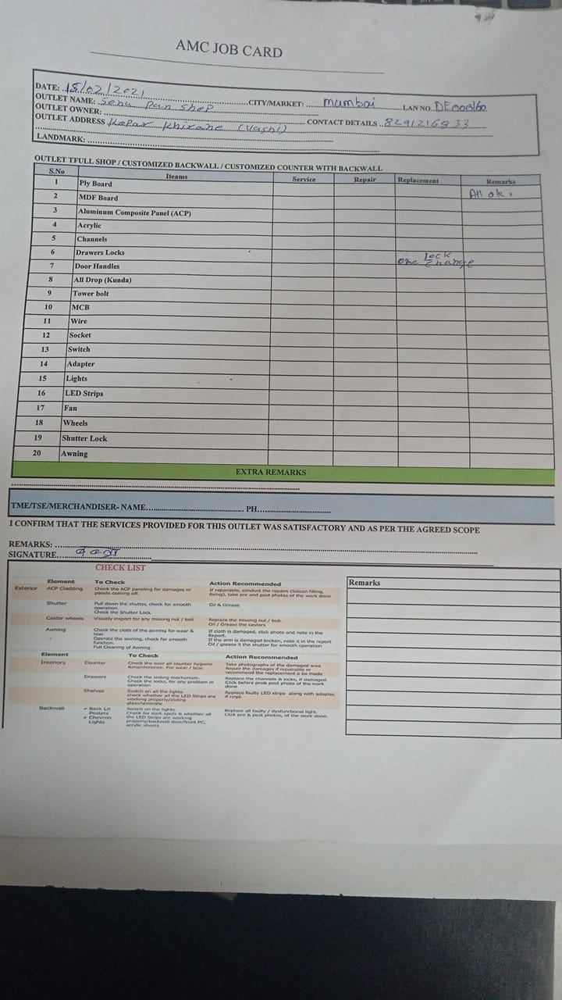 AMC JOB CARD
DATE: 15/02/2021
OUTLET NAME: Senu Pan Shop CITY/MARKET: mumbai LAN NO. DE000160
OUTLET OWNER:
OUTLET ADDRESS Kopar Khirane (Vashi) CONTACT DETAILS 8291216833
LANDMARK:
OUTLET TFULL SHOP / CUSTOMIZED BACKWALL / CUSTOMIZED COUNTER WITH BACKWALL
S.No Iteams Service Repair Replacement Remarks
1 Ply Board All ok.
2 MDF Board
3 Aluminum Composite Panel (ACP)
4 Acrylic
5 Channels
6 Drawers Locks one Lock change
7 Door Handles
8 All Drop (Kunda)
9 Tower bolt
10 MCB
11 Wire
12 Socket
13 Switch
14 Adapter
15 Lights
16 LED Strips
17 Fan
18 Wheels
19 Shutter Lock
20 Awning
EXTRA REMARKS
TME/TSE/MERCHANDISER- NAME PH
I CONFIRM THAT THE SERVICES PROVIDED FOR THIS OUTLET WAS SATISFACTORY AND AS PER THE AGREED SCOPE
REMARKS:
SIGNATURE
CHECK LIST
Remarks
Element To Check Action Recommended
Exterior ACP Cladding Check the ACP paneling for damages or If repairable, conduct the repairs (Silicon filling,
panels coming off. fixing), take pre and post photos of the work done
Shutter Pull down the shutter, check for smooth Oil & Grease
operation.
Check the Shutter Lock
Castor wheels Visually inspect for any missing nut / bolt Replace the missing nut / bolt.
Oil / Grease the castors
Awning Check the cloth of the awning for wear & If cloth is damaged, click photo and note in the
tear. Report.
Operate the awning, check for smooth If the arm is damaged broken, note it in the report
function. Oil / grease it the shutter for smooth operation
Full Cleaning of Awning.
Element To Check Action Recommended
Interiors Counter Check the over all counter hygiene Take photographs of the damaged area
&maintenance. For wear / tear. Repair the damages if repairable or
recommend the replacement o be made
Drawers Check the sliding mechanism. Replace the channels & locks, if damaged.
Check the locks, for any problem in Click before pre& post photo of the work
operation done
Shelves Switch on all the lights. Replace faulty LED strips along with adapter,
check whether all the LED Strips are if reqd.
working properly/sliding
glass/laminate
Backwall Back Lit Posters Switch on the lights. Replace all faulty / dysfunctional light.
Chevron Lights Check for dark spots & whether all Click pre & post photos, of the work done.
the LED Strips are working
properly/backwall door/front PC,
acrylic sheets